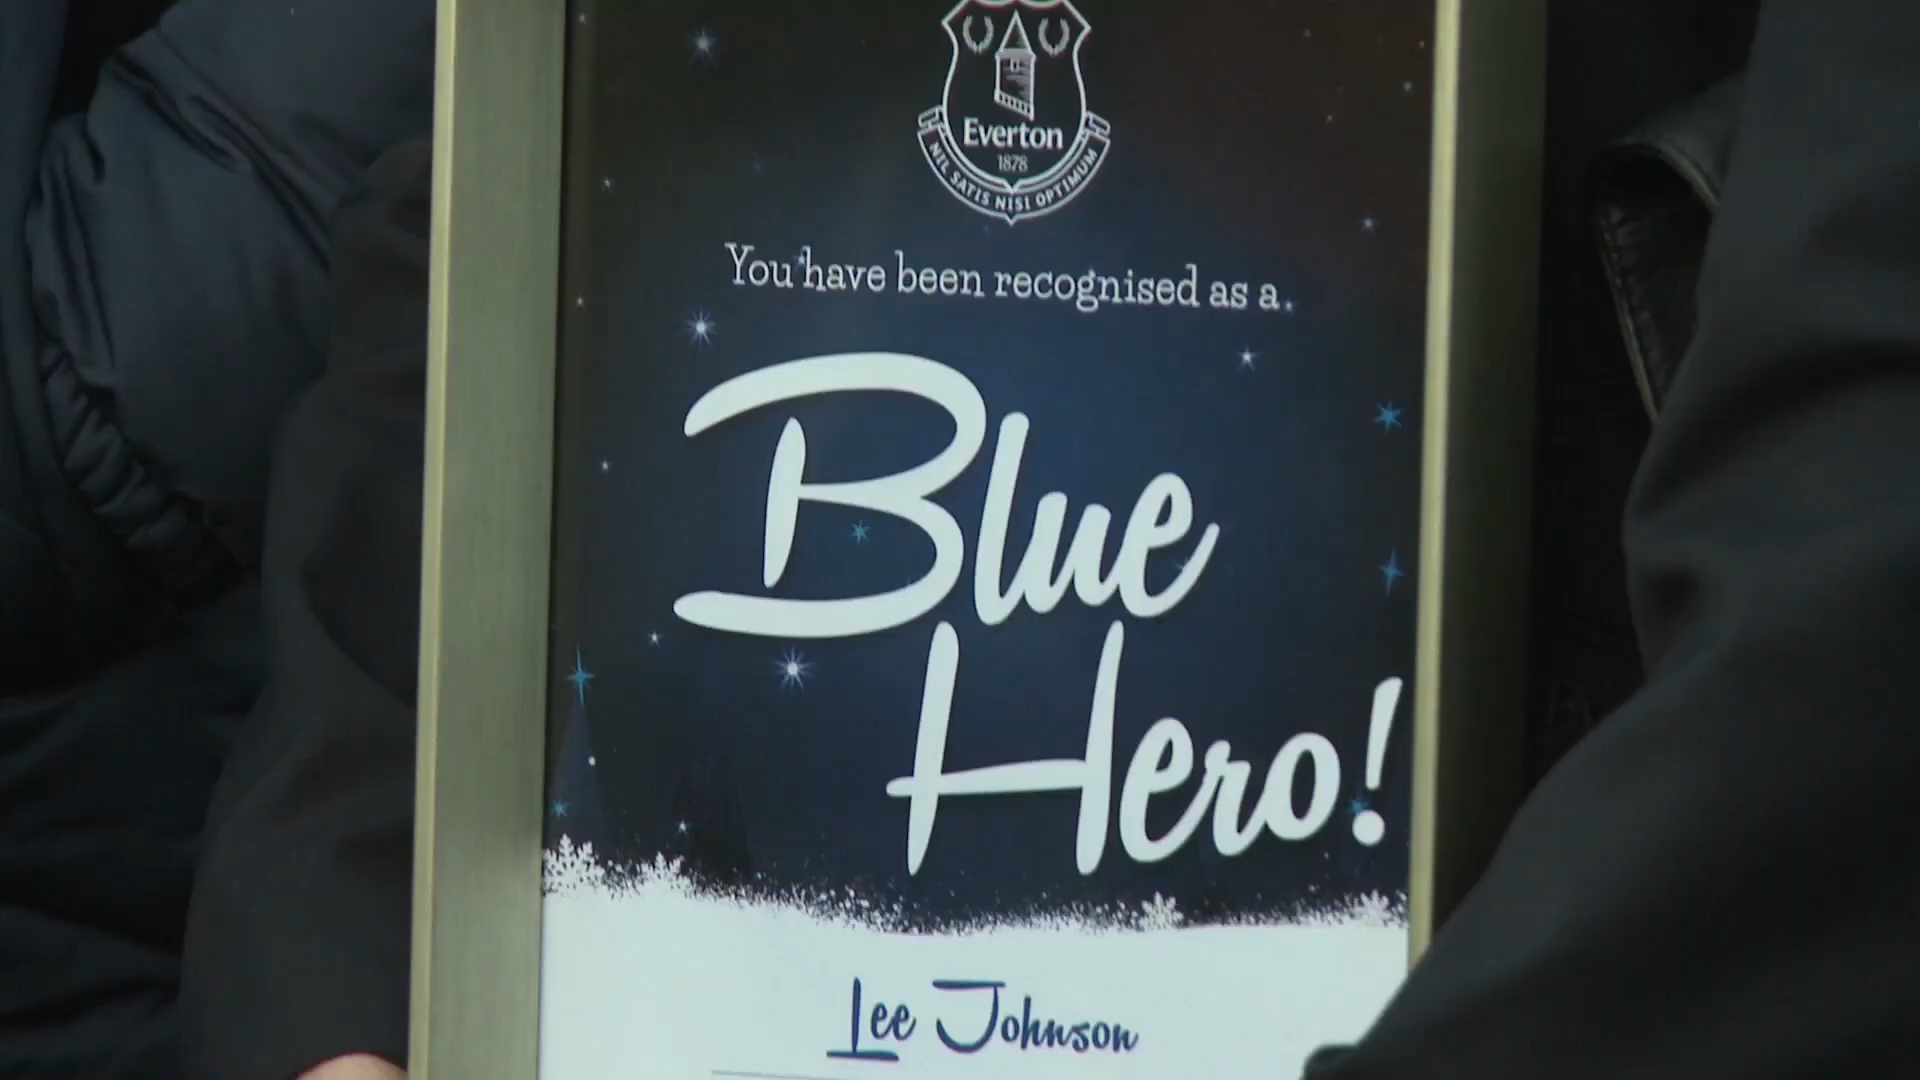 Everton
1878
NIL SATIS NISI OPTIMUM
You have been recognised as a
Blue
Hero!
Lee Johnson